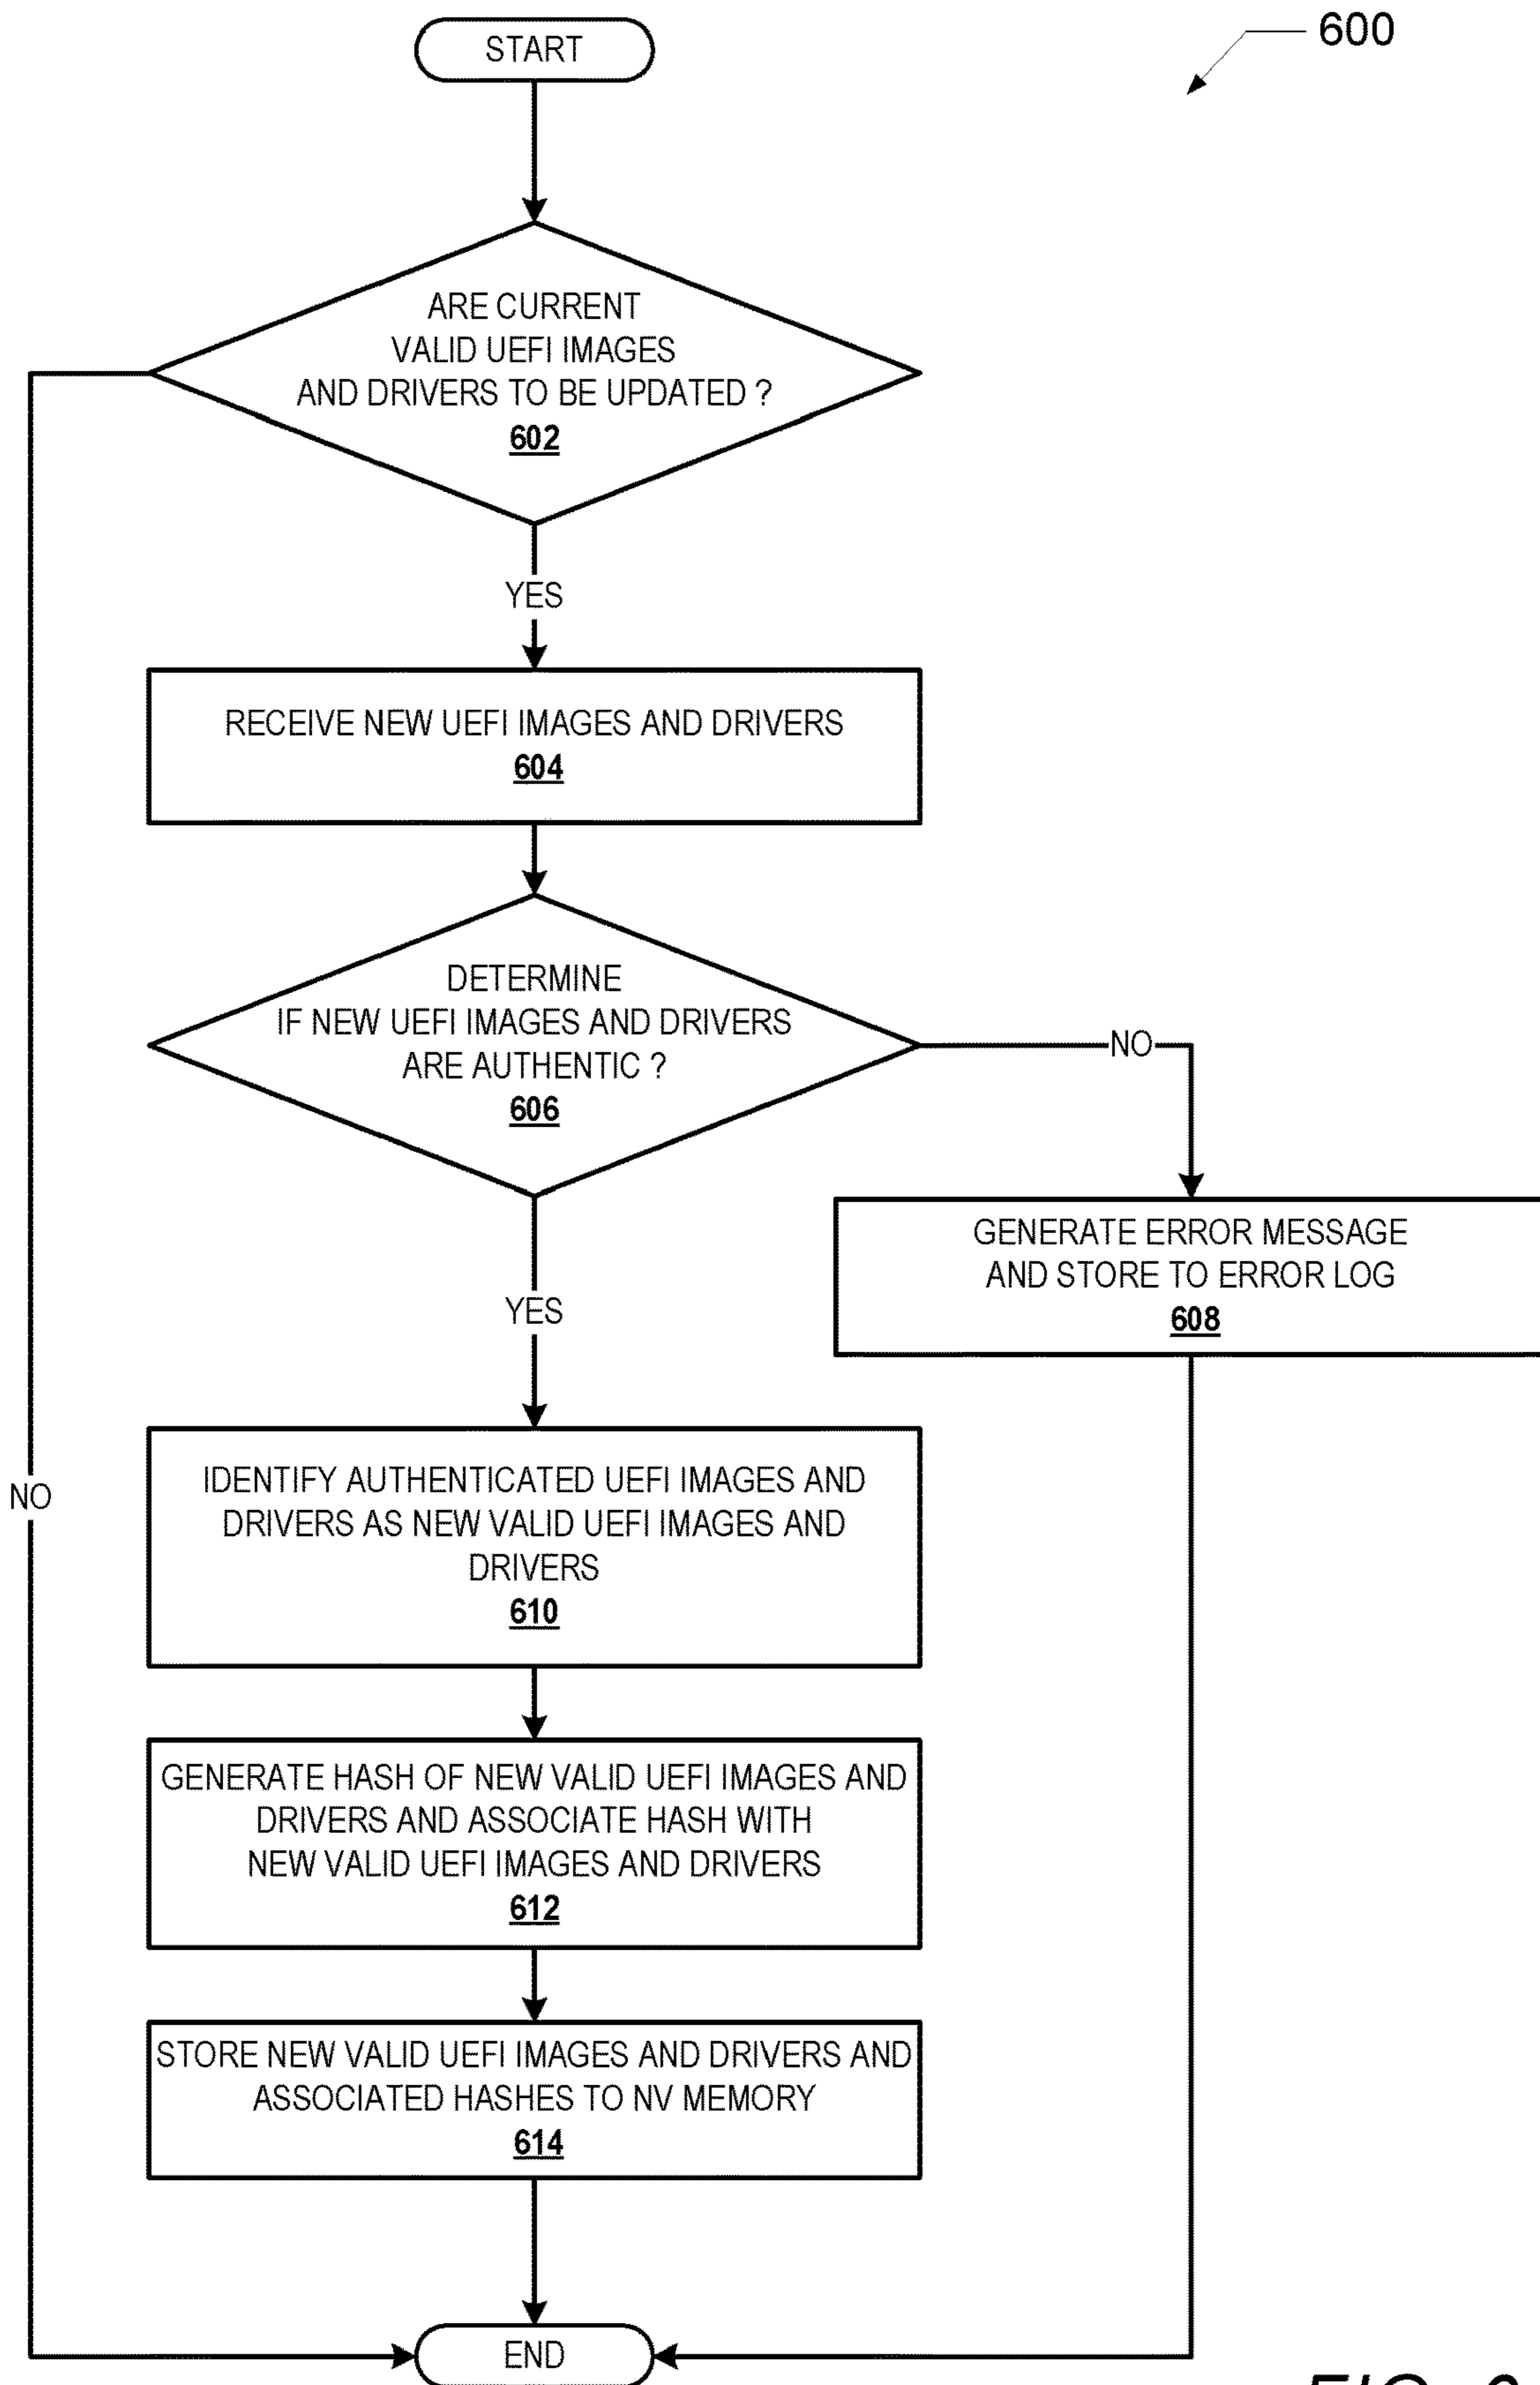 START
600
ARE CURRENT
VALID UEFI IMAGES
AND DRIVERS TO BE UPDATED ?
602
YES
RECEIVE NEW UEFI IMAGES AND DRIVERS
604
DETERMINE
IF NEW UEFI IMAGES AND DRIVERS
ARE AUTHENTIC ?
606
NO
GENERATE ERROR MESSAGE
AND STORE TO ERROR LOG
608
YES
IDENTIFY AUTHENTICATED UEFI IMAGES AND
DRIVERS AS NEW VALID UEFI IMAGES AND
DRIVERS
610
NO
GENERATE HASH OF NEW VALID UEFI IMAGES AND
DRIVERS AND ASSOCIATE HASH WITH
NEW VALID UEFI IMAGES AND DRIVERS
612
STORE NEW VALID UEFI IMAGES AND DRIVERS AND
ASSOCIATED HASHES TO NV MEMORY
614
END